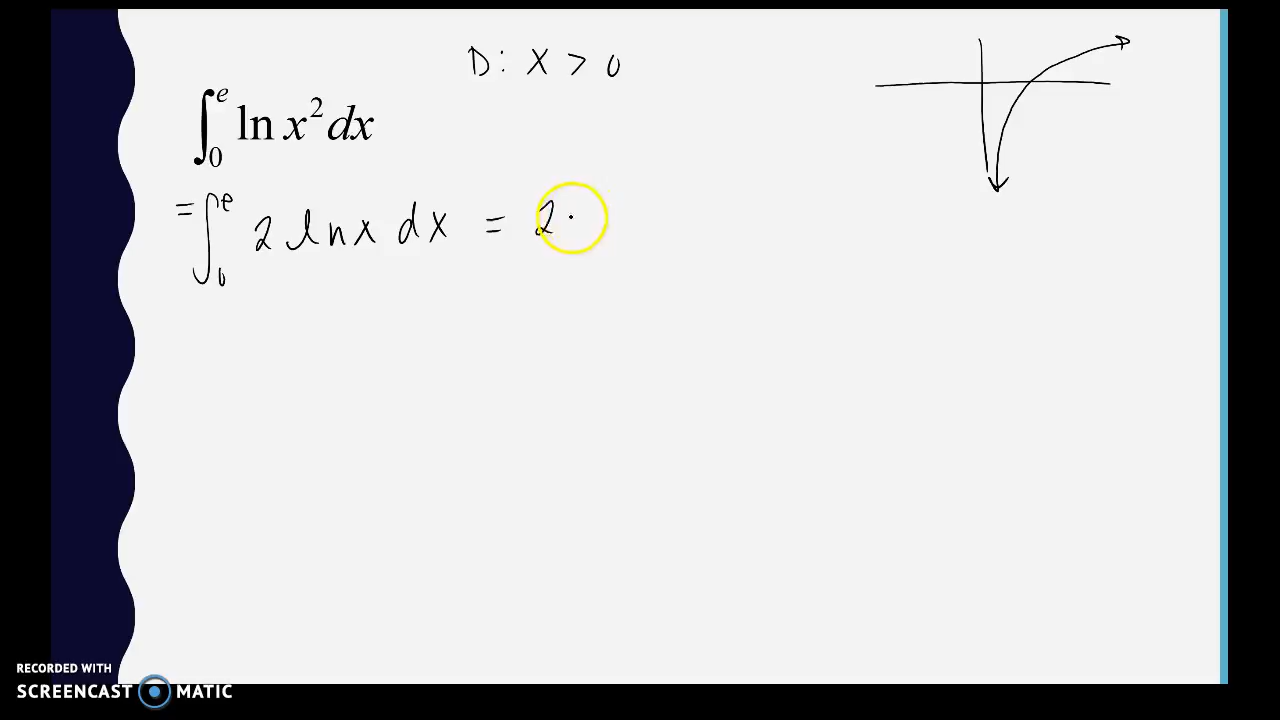 D: X > 0
∫₀ᵉ ln x² dx
= ∫₀ᵉ 2 ln x dx = 2 ·
RECORDED WITH
SCREENCAST MATIC